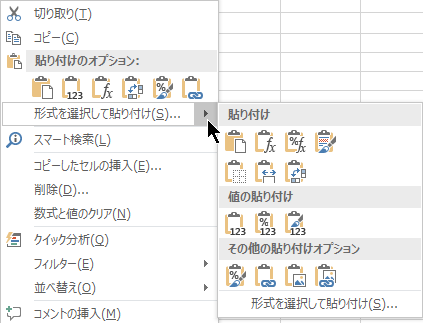 切り取り(T)
コピー(C)
貼り付けのオプション:
123 fx %
形式を選択して貼り付け(S)...
スマート検索(L)
コピーしたセルの挿入(E)...
削除(D)...
数式と値のクリア(N)
クイック分析(Q)
フィルター(E)
並べ替え(O)
コメントの挿入(M)
貼り付け
fx %fx
値の貼り付け
123 % 123 123
その他の貼り付けオプション
%
形式を選択して貼り付け(S)...